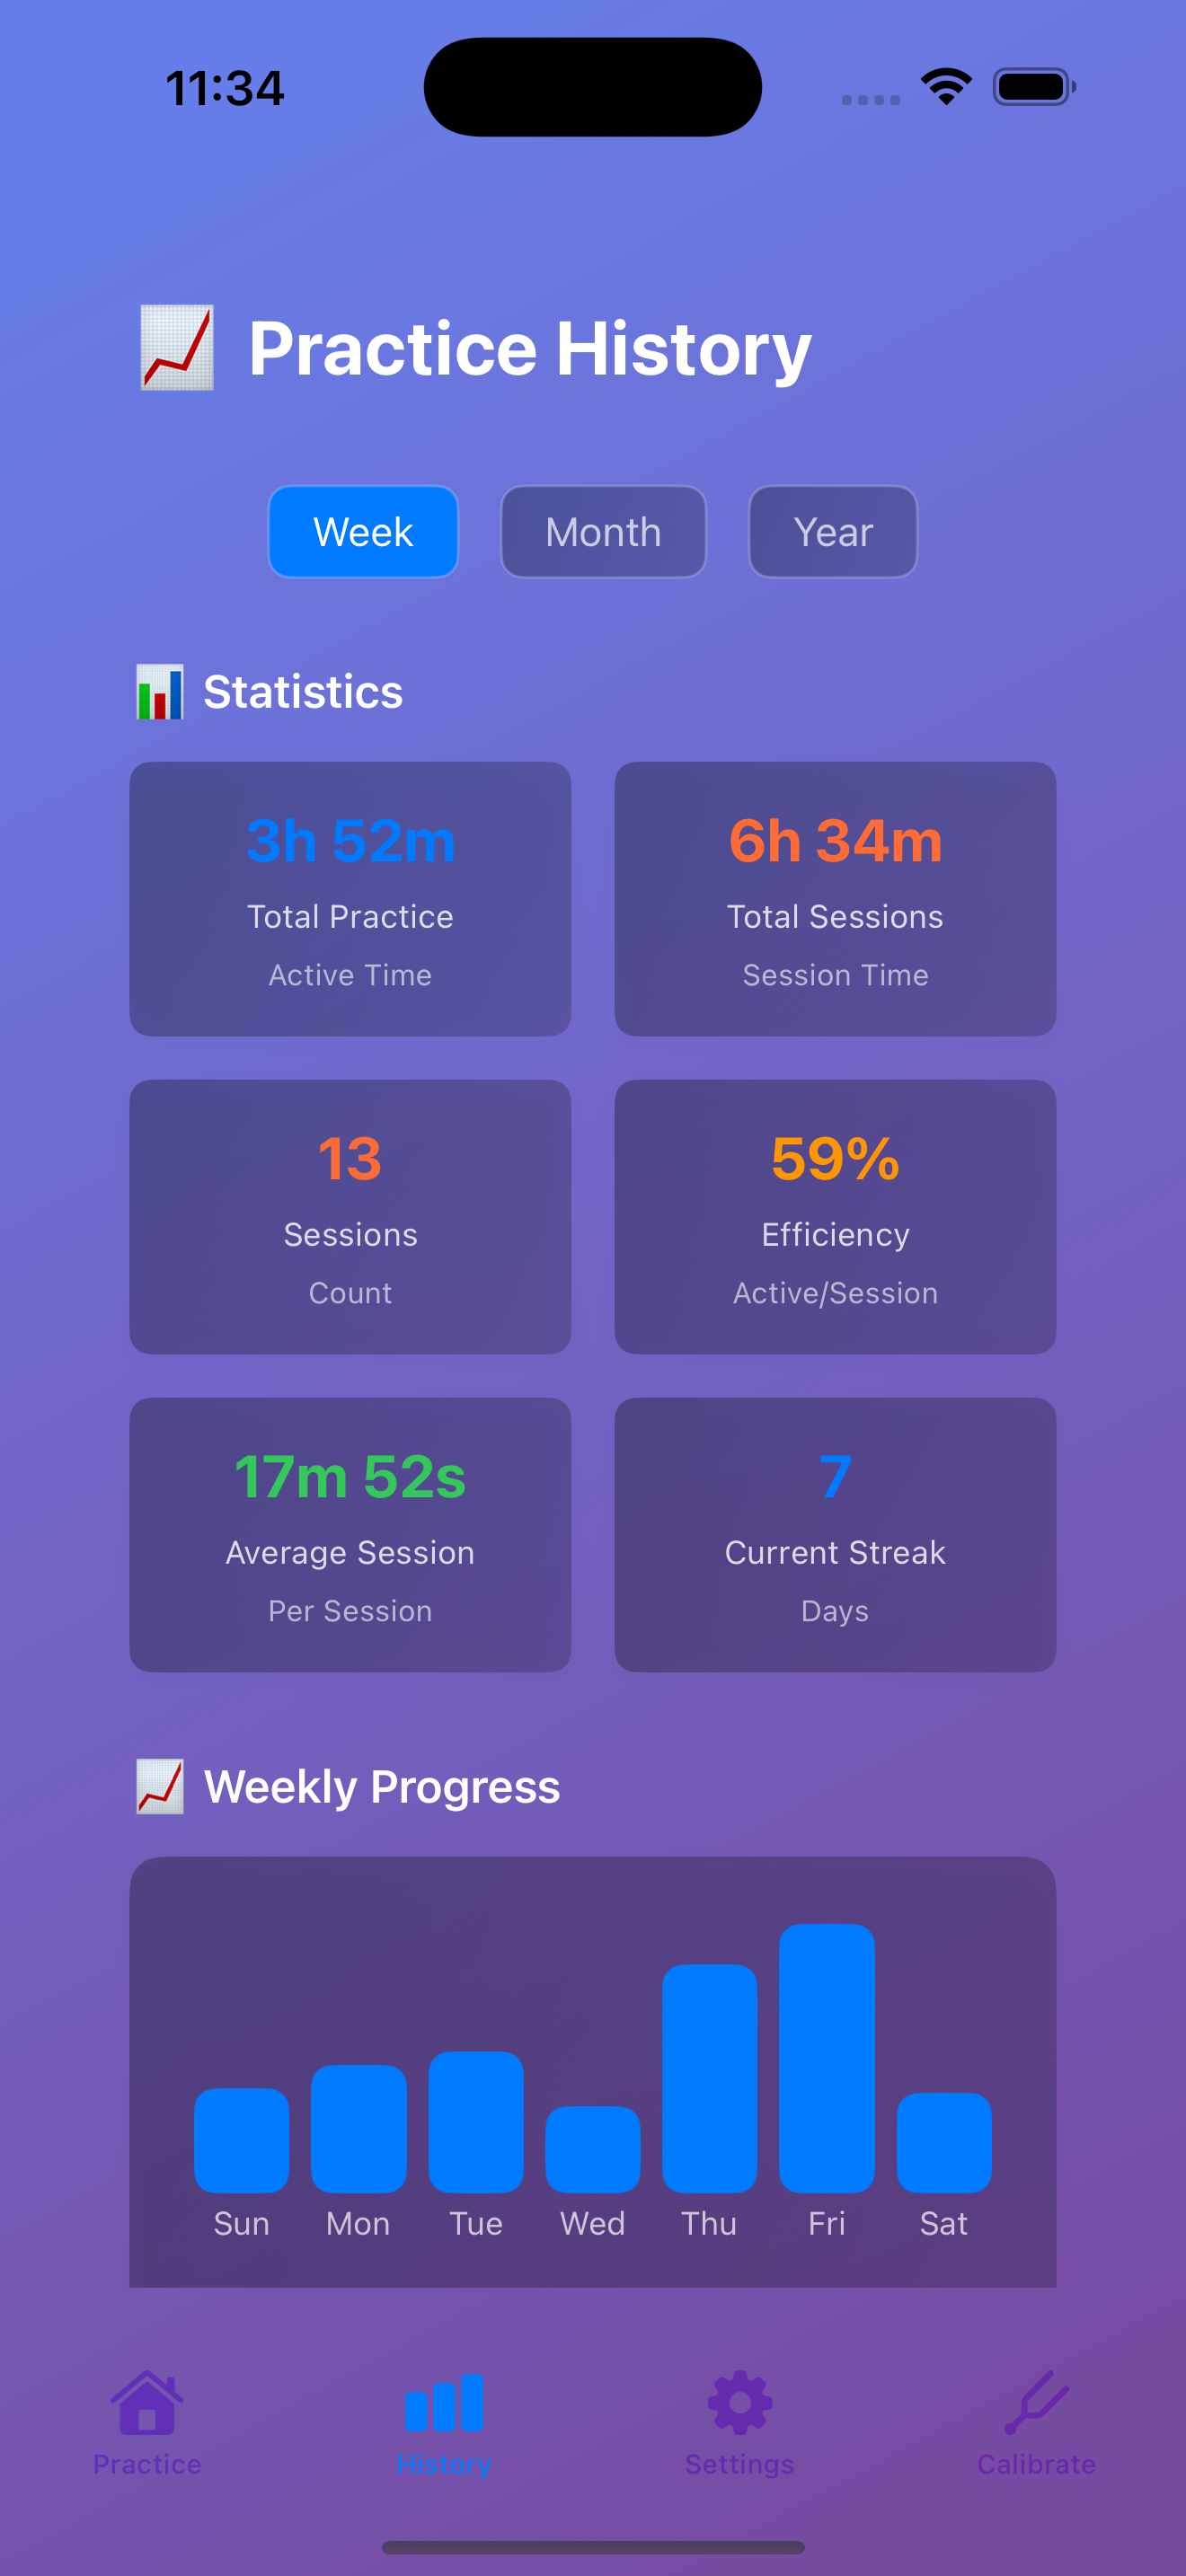 11:34
Practice History
Week Month Year
Statistics
3h 52m 6h 34m
Total Practice Total Sessions
Active Time Session Time
13 59%
Sessions Efficiency
Count Active/Session
17m 52s 7
Average Session Current Streak
Per Session Days
Weekly Progress
Sun Mon Tue Wed Thu Fri Sat
Practice History Settings Calibrate